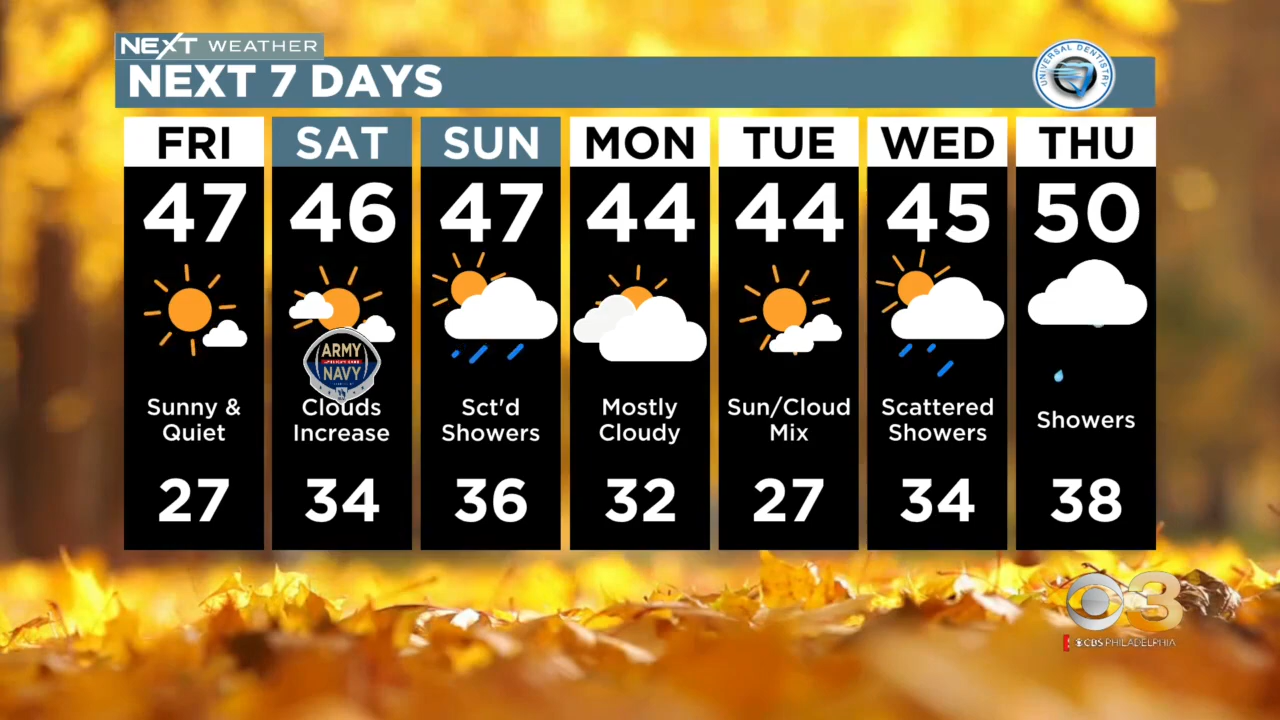 NEXT WEATHER
NEXT 7 DAYS
UNIVERSAL DENTISTRY
FRI
47
Sunny &
Quiet
27
SAT
46
ARMY
NAVY
Clouds
Increase
34
SUN
47
Sct'd
Showers
36
MON
44
Mostly
Cloudy
32
TUE
44
Sun/Cloud
Mix
27
WED
45
Scattered
Showers
34
THU
50
Showers
38
3
CBS PHILADELPHIA